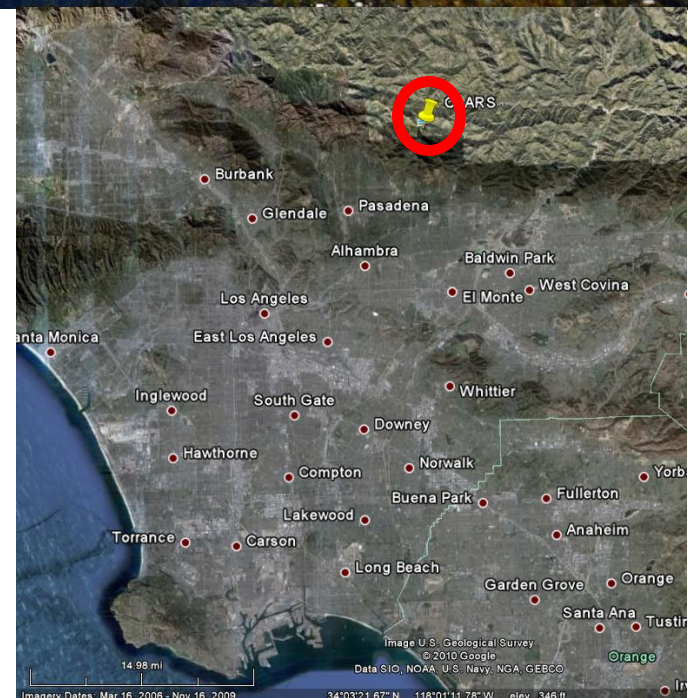 C ARS
Burbank
Glendale
Pasadena
Alhambra
Baldwin Park
El Monte
West Covina
Los Angeles
East Los Angeles
anta Monica
Whittier
Inglewood
South Gate
Downey
Hawthorne
Compton
Norwalk
Yorb
Buena Park
Fullerton
Lakewood
Anaheim
Torrance
Carson
Long Beach
Garden Grove
Orange
Santa Ana
Tustin
Image U.S. Geological Survey
© 2010 Google
Data SIO, NOAA, U.S. Navy, NGA, GEBCO
Orange
14.98 mi
Irv
Imagery Dates: Mar 16, 2006 - Nov 16, 2009
34°03'21.67" N 118°01'11.78" W elev 346 ft